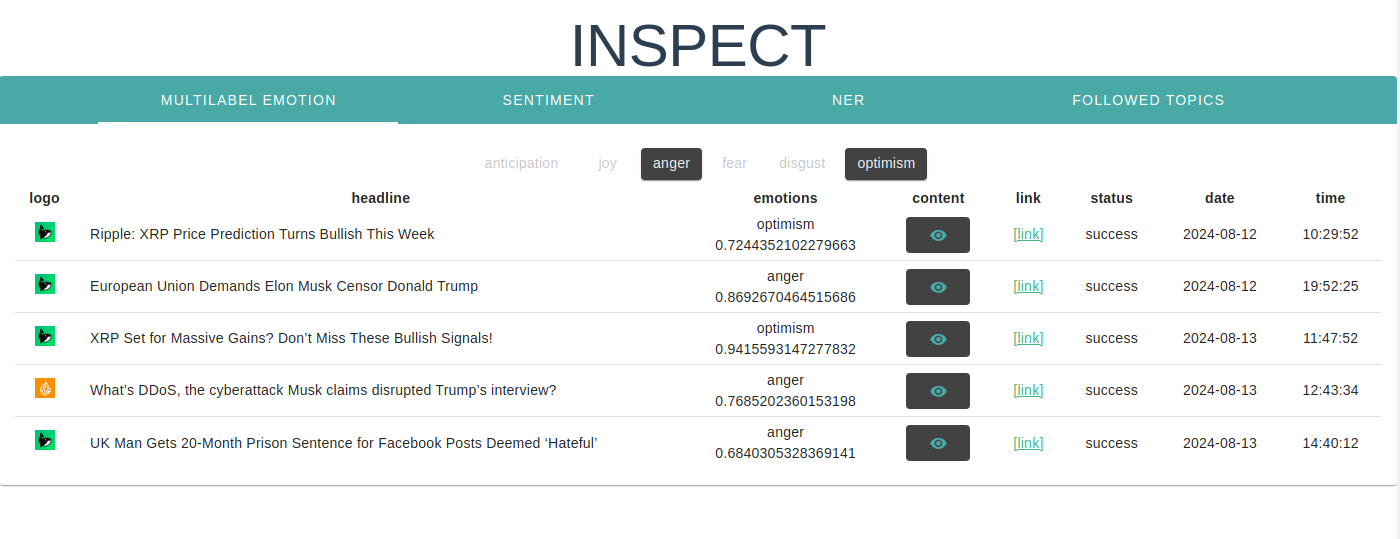 INSPECT
MULTILABEL EMOTION SENTIMENT NER FOLLOWED TOPICS
anticipation joy anger fear disgust optimism
logo headline emotions content link status date time
Ripple: XRP Price Prediction Turns Bullish This Week optimism 0.7244352102279663 [link] success 2024-08-12 10:29:52
European Union Demands Elon Musk Censor Donald Trump anger 0.8692670464515686 [link] success 2024-08-12 19:52:25
XRP Set for Massive Gains? Don’t Miss These Bullish Signals! optimism 0.9415593147277832 [link] success 2024-08-13 11:47:52
What’s DDoS, the cyberattack Musk claims disrupted Trump’s interview? anger 0.7685202360153198 [link] success 2024-08-13 12:43:34
UK Man Gets 20-Month Prison Sentence for Facebook Posts Deemed ‘Hateful’ anger 0.6840305328369141 [link] success 2024-08-13 14:40:12